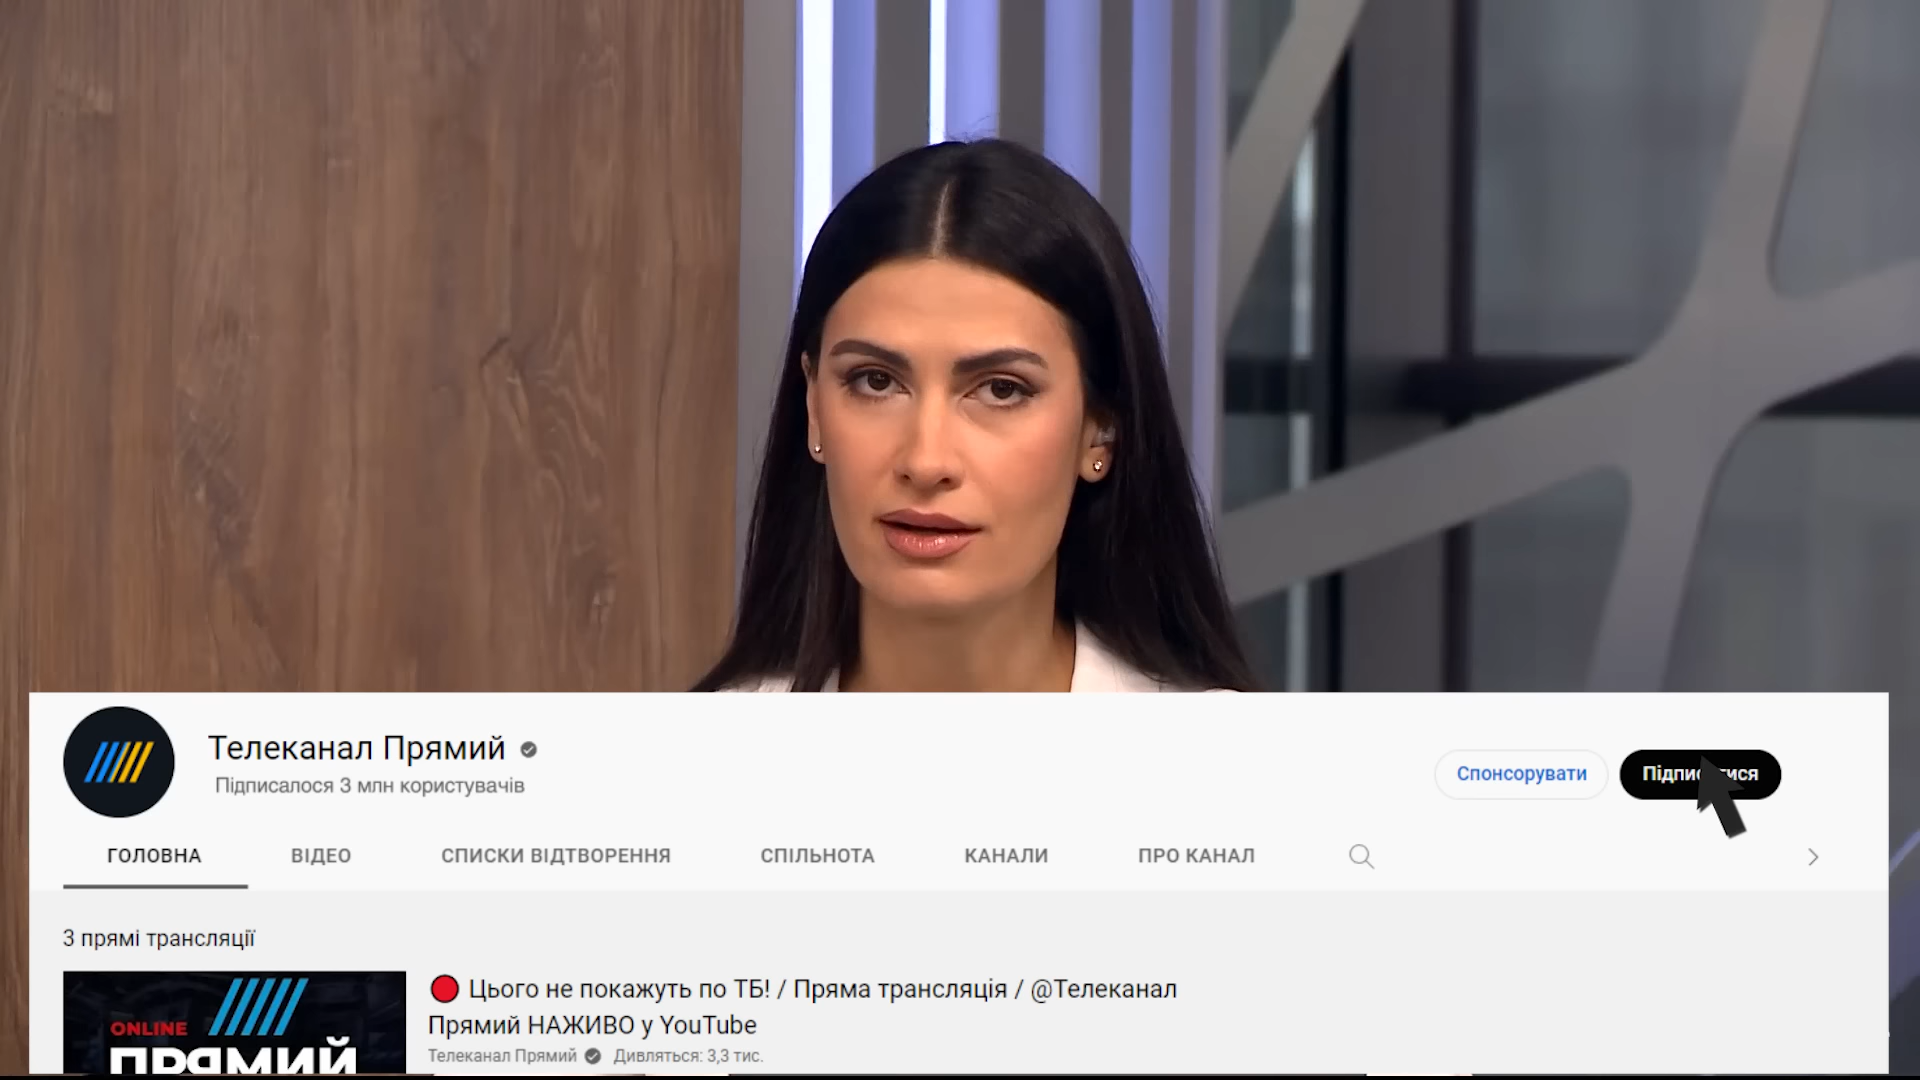 Телеканал Прямий
Підписалося 3 млн користувачів
Спонсорувати
ГОЛОВНА
ВІДЕО
СПИСКИ ВІДТВОРЕННЯ
СПІЛЬНОТА
КАНАЛИ
ПРО КАНАЛ
3 прямі трансляції
ONLINE
ПРЯМИЙ
Цього не покажуть по ТБ! / Пряма трансляція / @Телеканал
Прямий НАЖИВО у YouTube
Телеканал Прямий Дивляться: 3,3 тис.